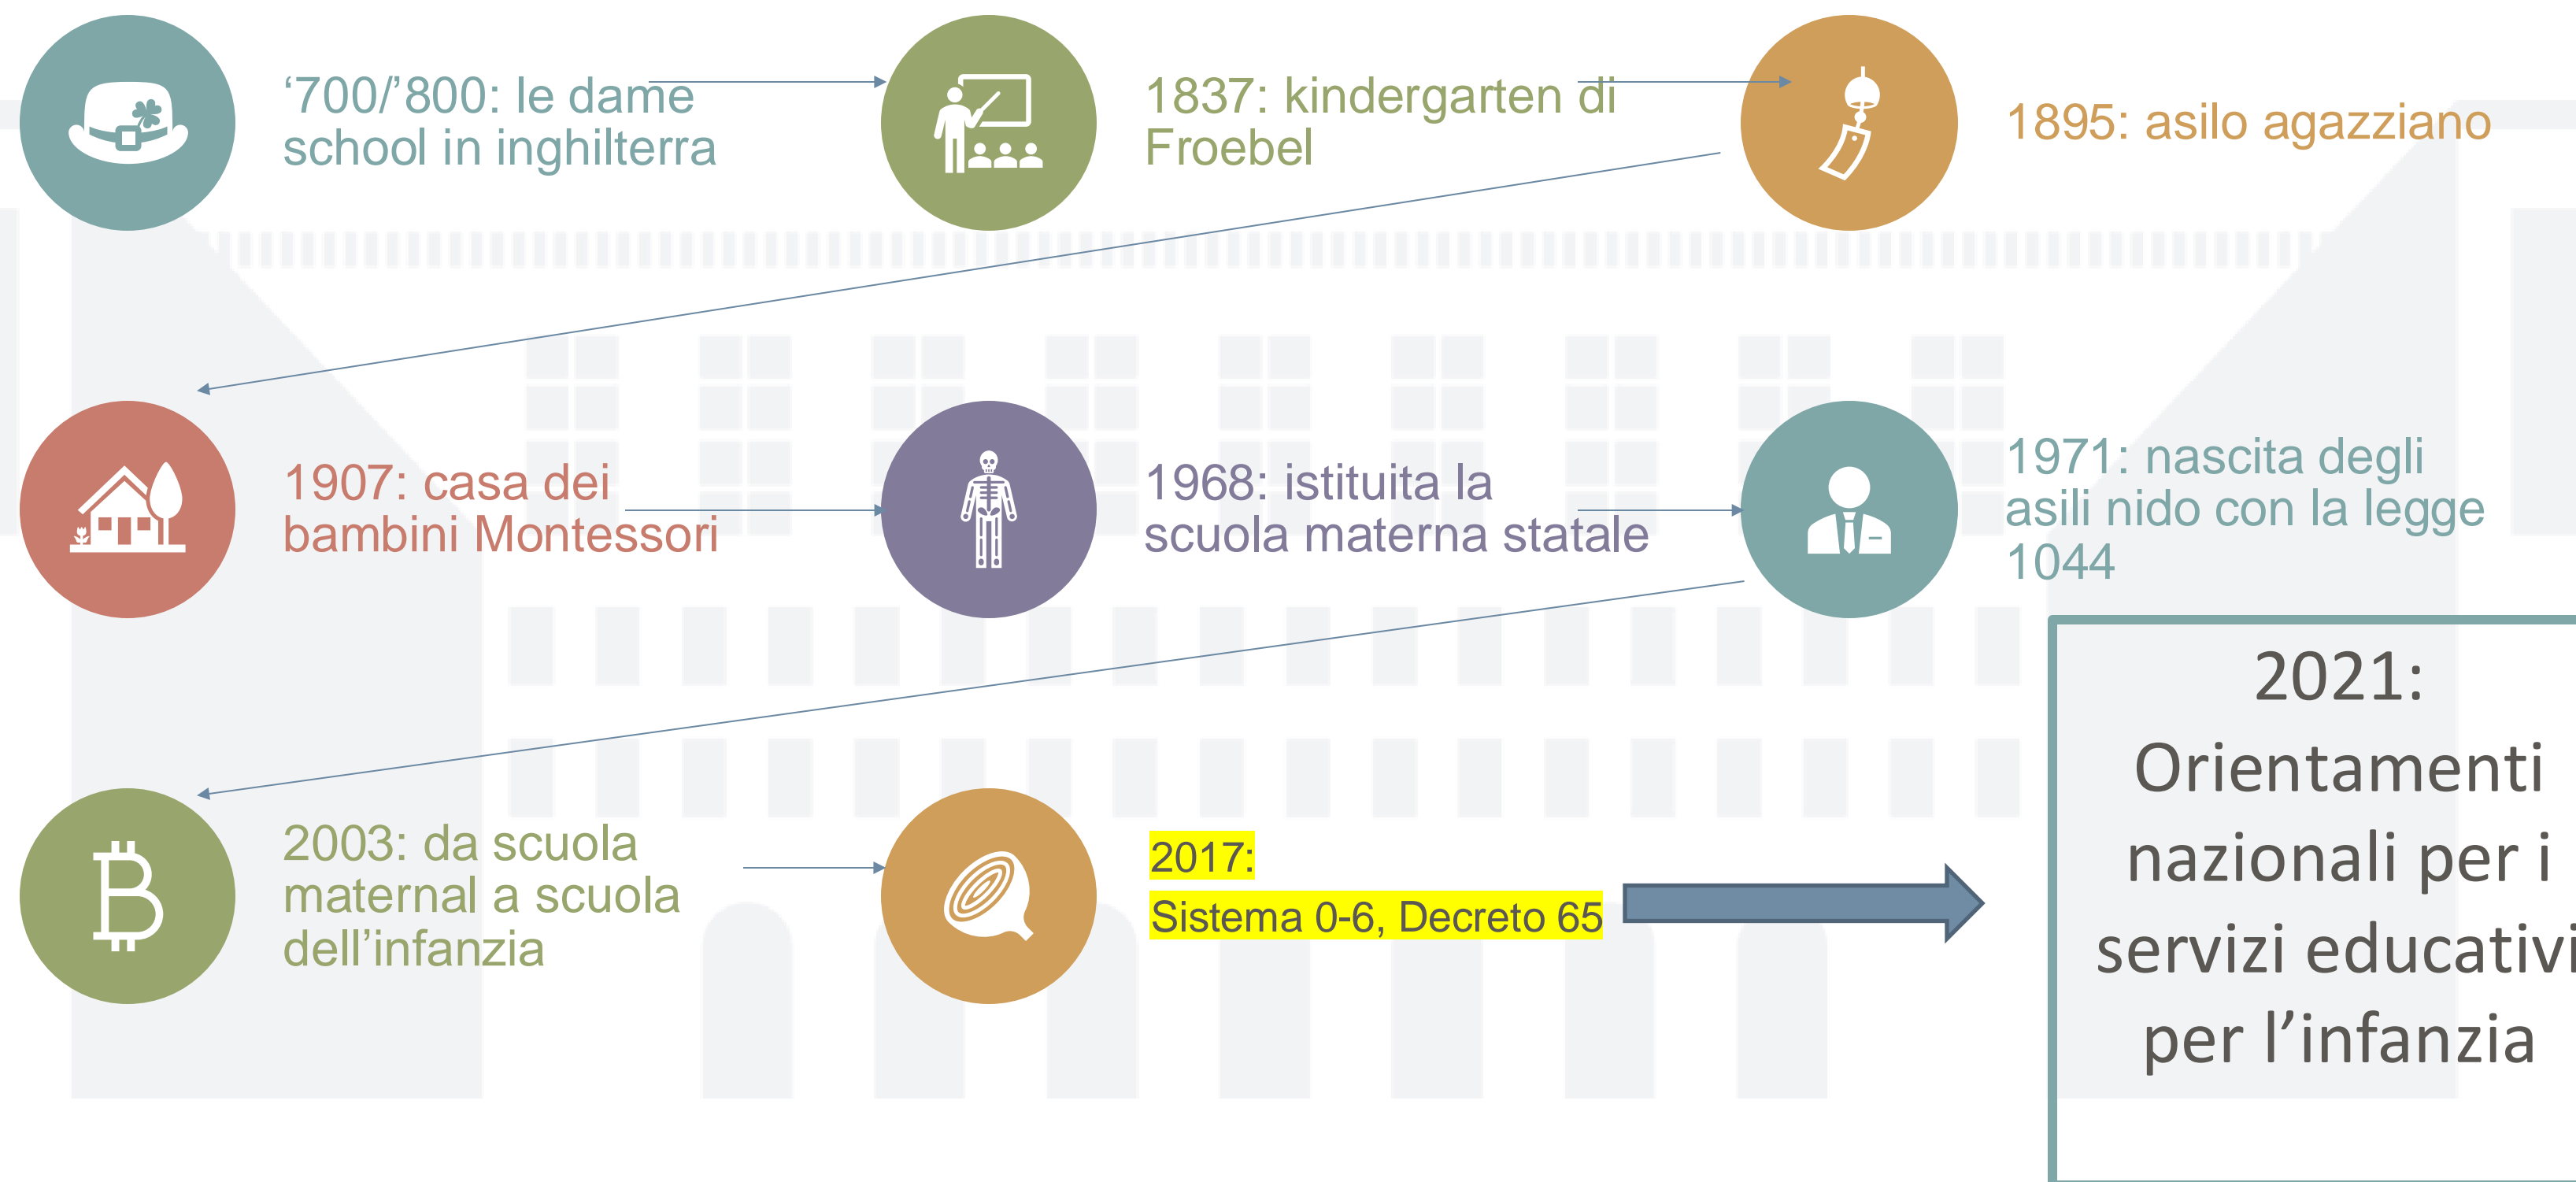 ‘700/’800: le dame
school in inghilterra
1837: kindergarten di
Froebel
1895: asilo agazziano
1907: casa dei
bambini Montessori
1968: istituita la
scuola materna statale
1971: nascita degli
asili nido con la legge
1044
2003: da scuola
maternal a scuola
dell’infanzia
2017:
Sistema 0-6, Decreto 65
2021:
Orientamenti
nazionali per i
servizi educativi
per l’infanzia